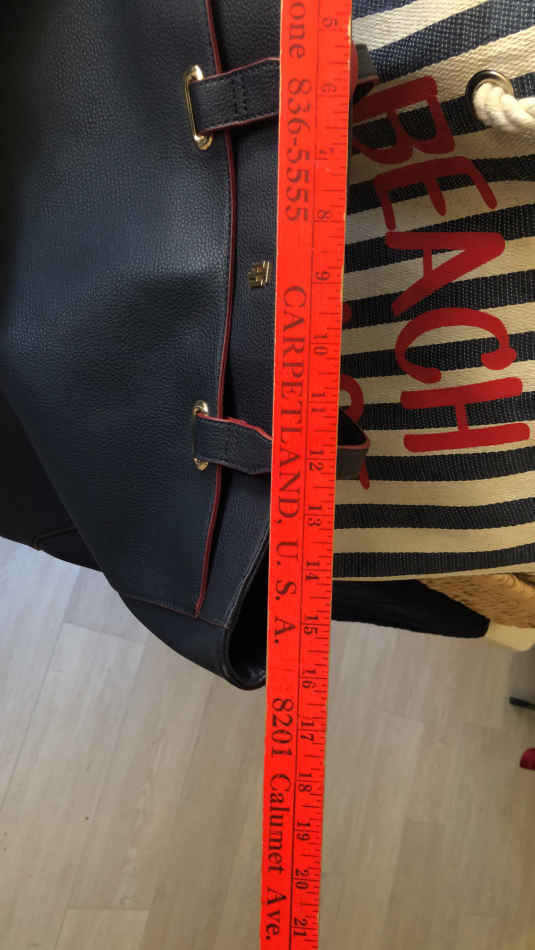 one 836-5555 CARPETLAND, U. S. A. 8201 Calumet Ave.
5 6 7 8 9 10 11 12 13 14 15 16 17 18 19 20 21
BEACH